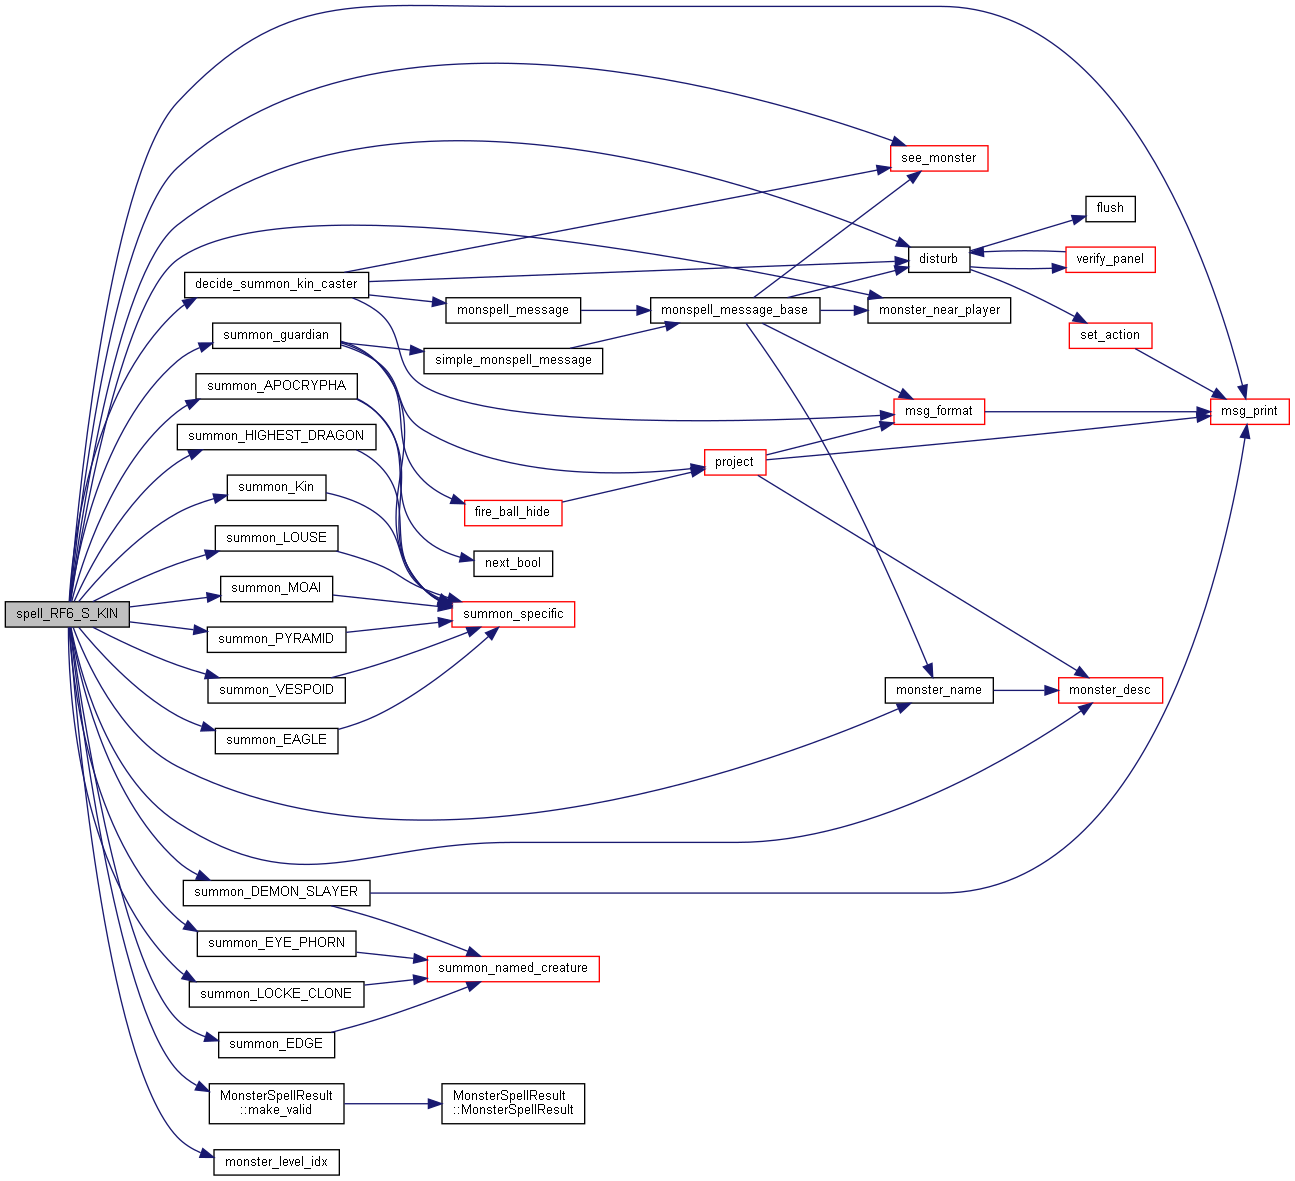 see_monster
flush
disturb
verify_panel
decide_summon_kin_caster
monspell_message
monspell_message_base
monster_near_player
summon_guardian
set_action
simple_monspell_message
summon_APOCRYPHA
msg_format
msg_print
summon_HIGHEST_DRAGON
project
summon_Kin
fire_ball_hide
summon_LOUSE
next_bool
summon_MOAI
spell_RF6_S_KIN
summon_specific
summon_PYRAMID
summon_VESPOID
monster_name
monster_desc
summon_EAGLE
summon_DEMON_SLAYER
summon_EYE_PHORN
summon_named_creature
summon_LOCKE_CLONE
summon_EDGE
MonsterSpellResult
::make_valid
MonsterSpellResult
::MonsterSpellResult
monster_level_idx